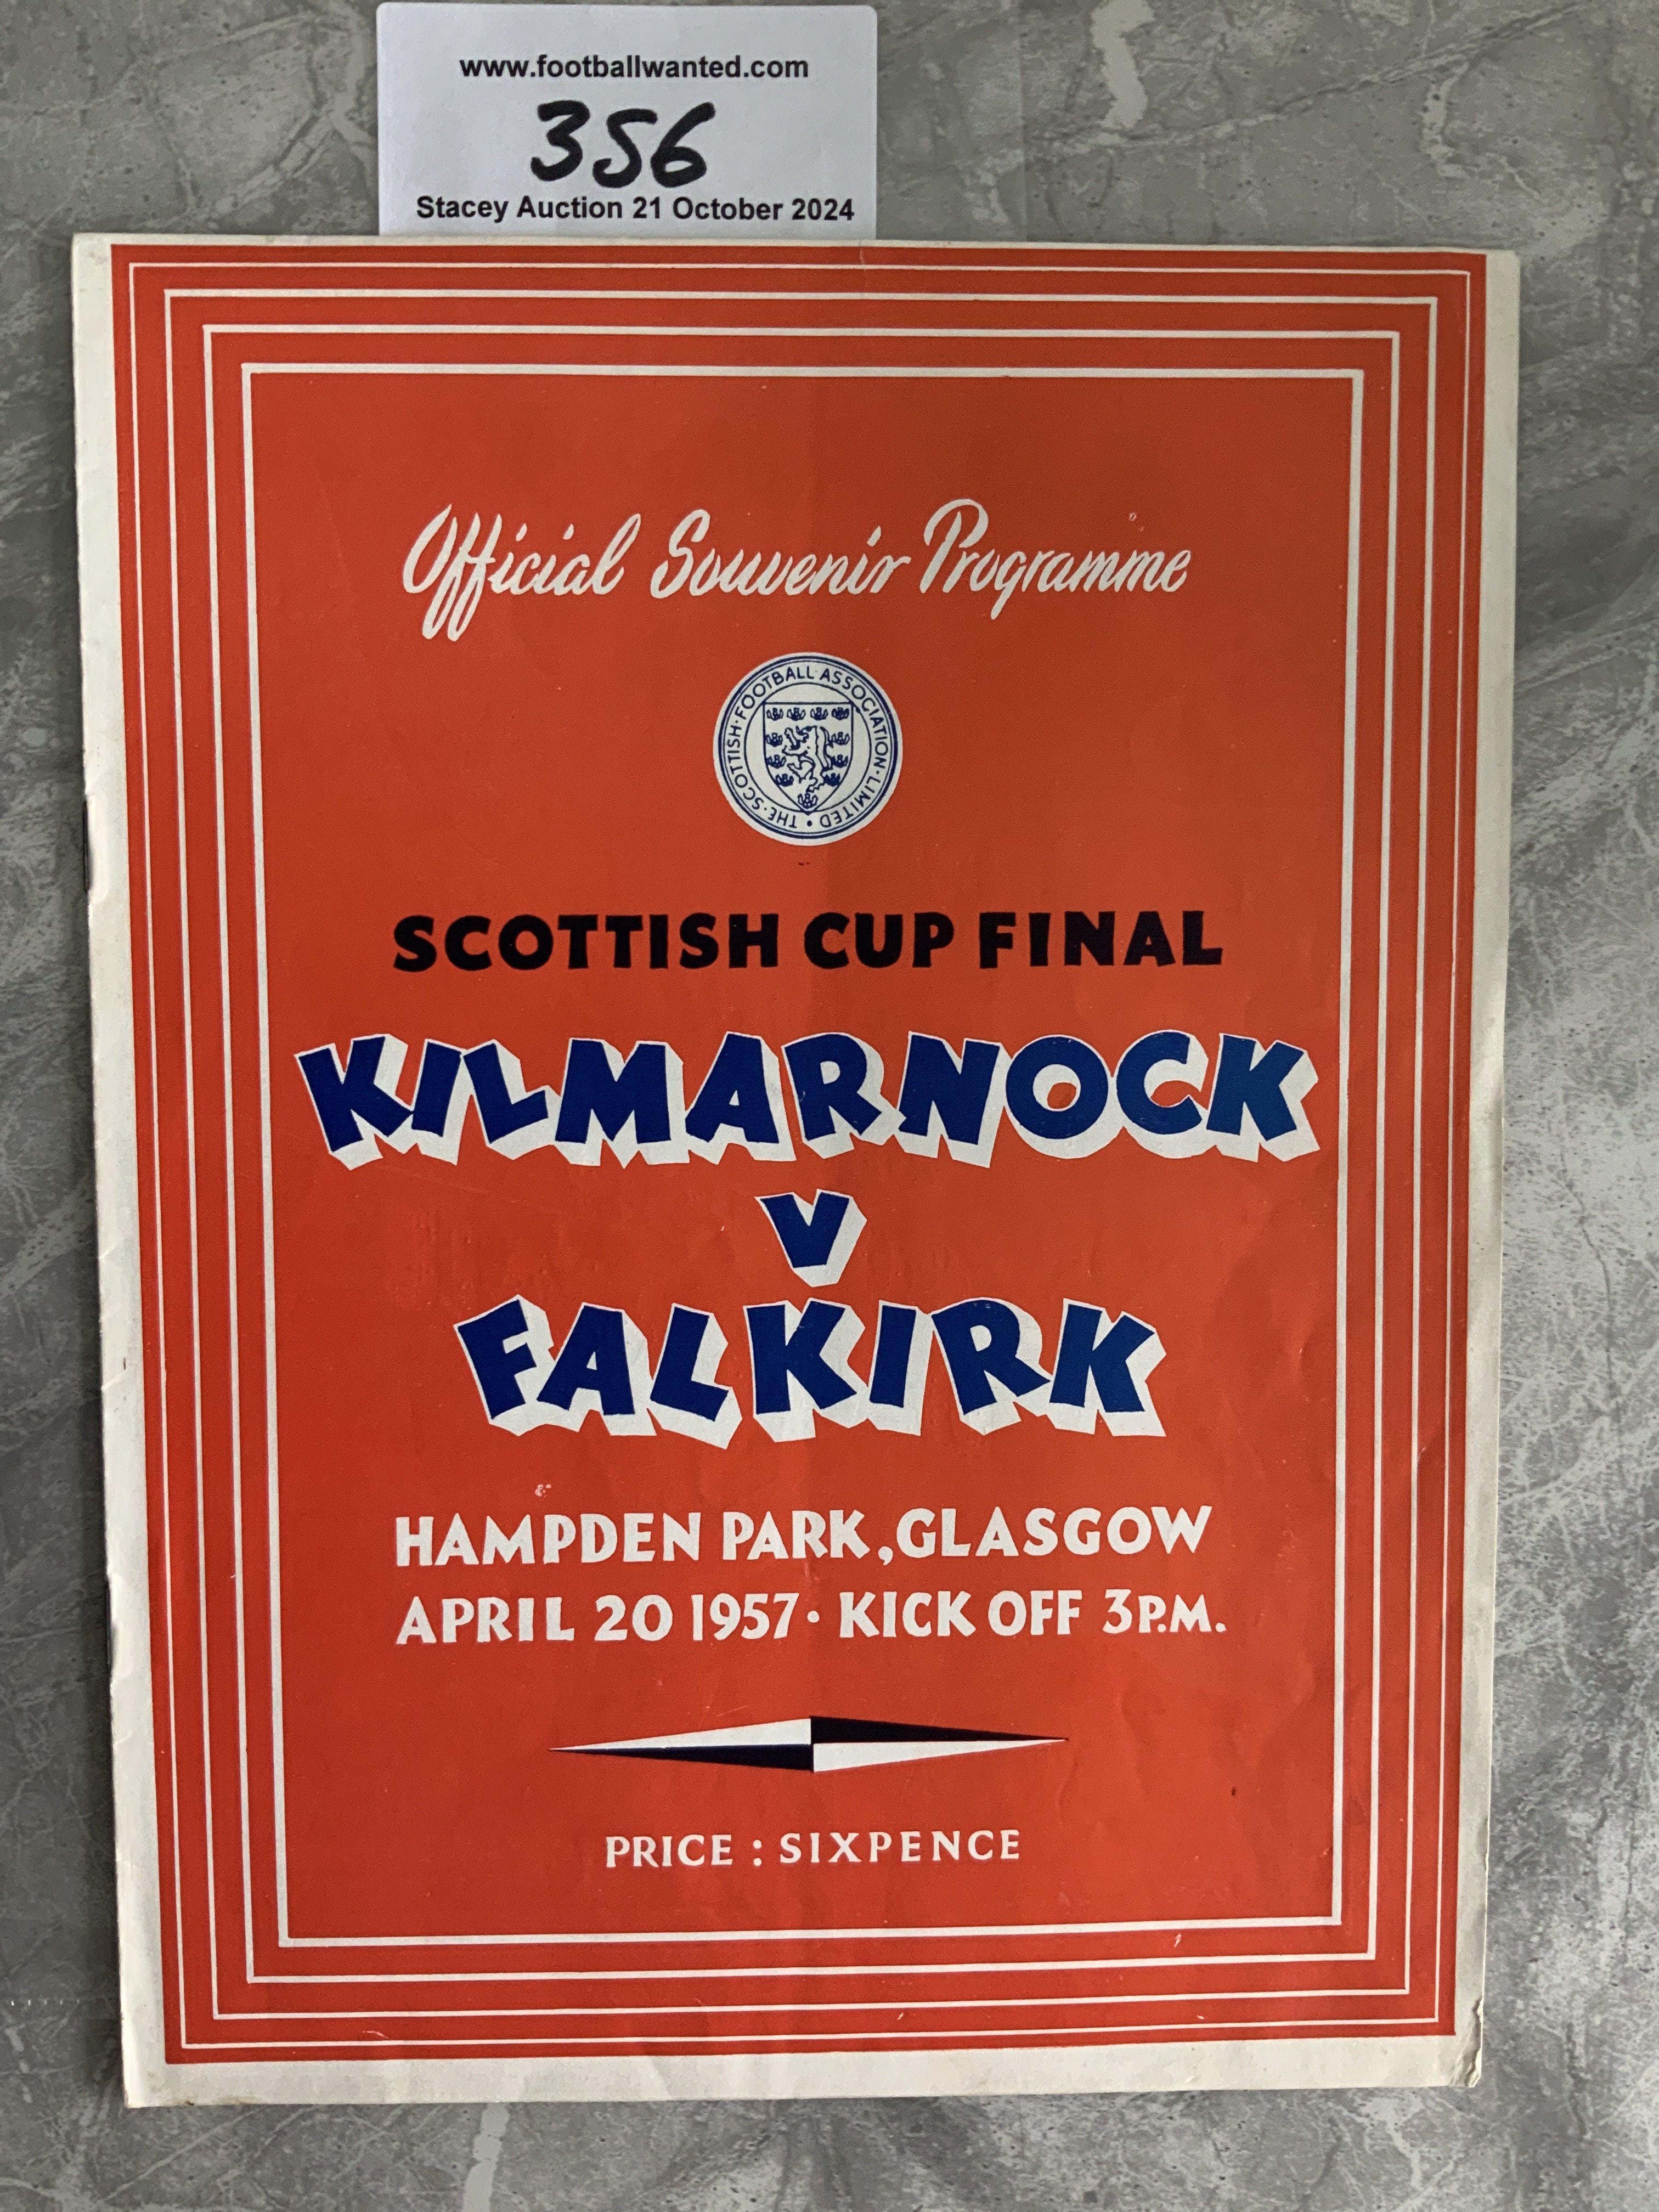 www.footballwanted.com
356
Stacey Auction 21 October 2024
Official Souvenir Programme
THE · SCOTTISH · FOOTBALL · ASSOCIATION · LIMITED ·
SCOTTISH CUP FINAL
KILMARNOCK
V
FALKIRK
HAMPDEN PARK, GLASGOW
APRIL 20 1957 · KICK OFF 3 P.M.
PRICE : SIXPENCE